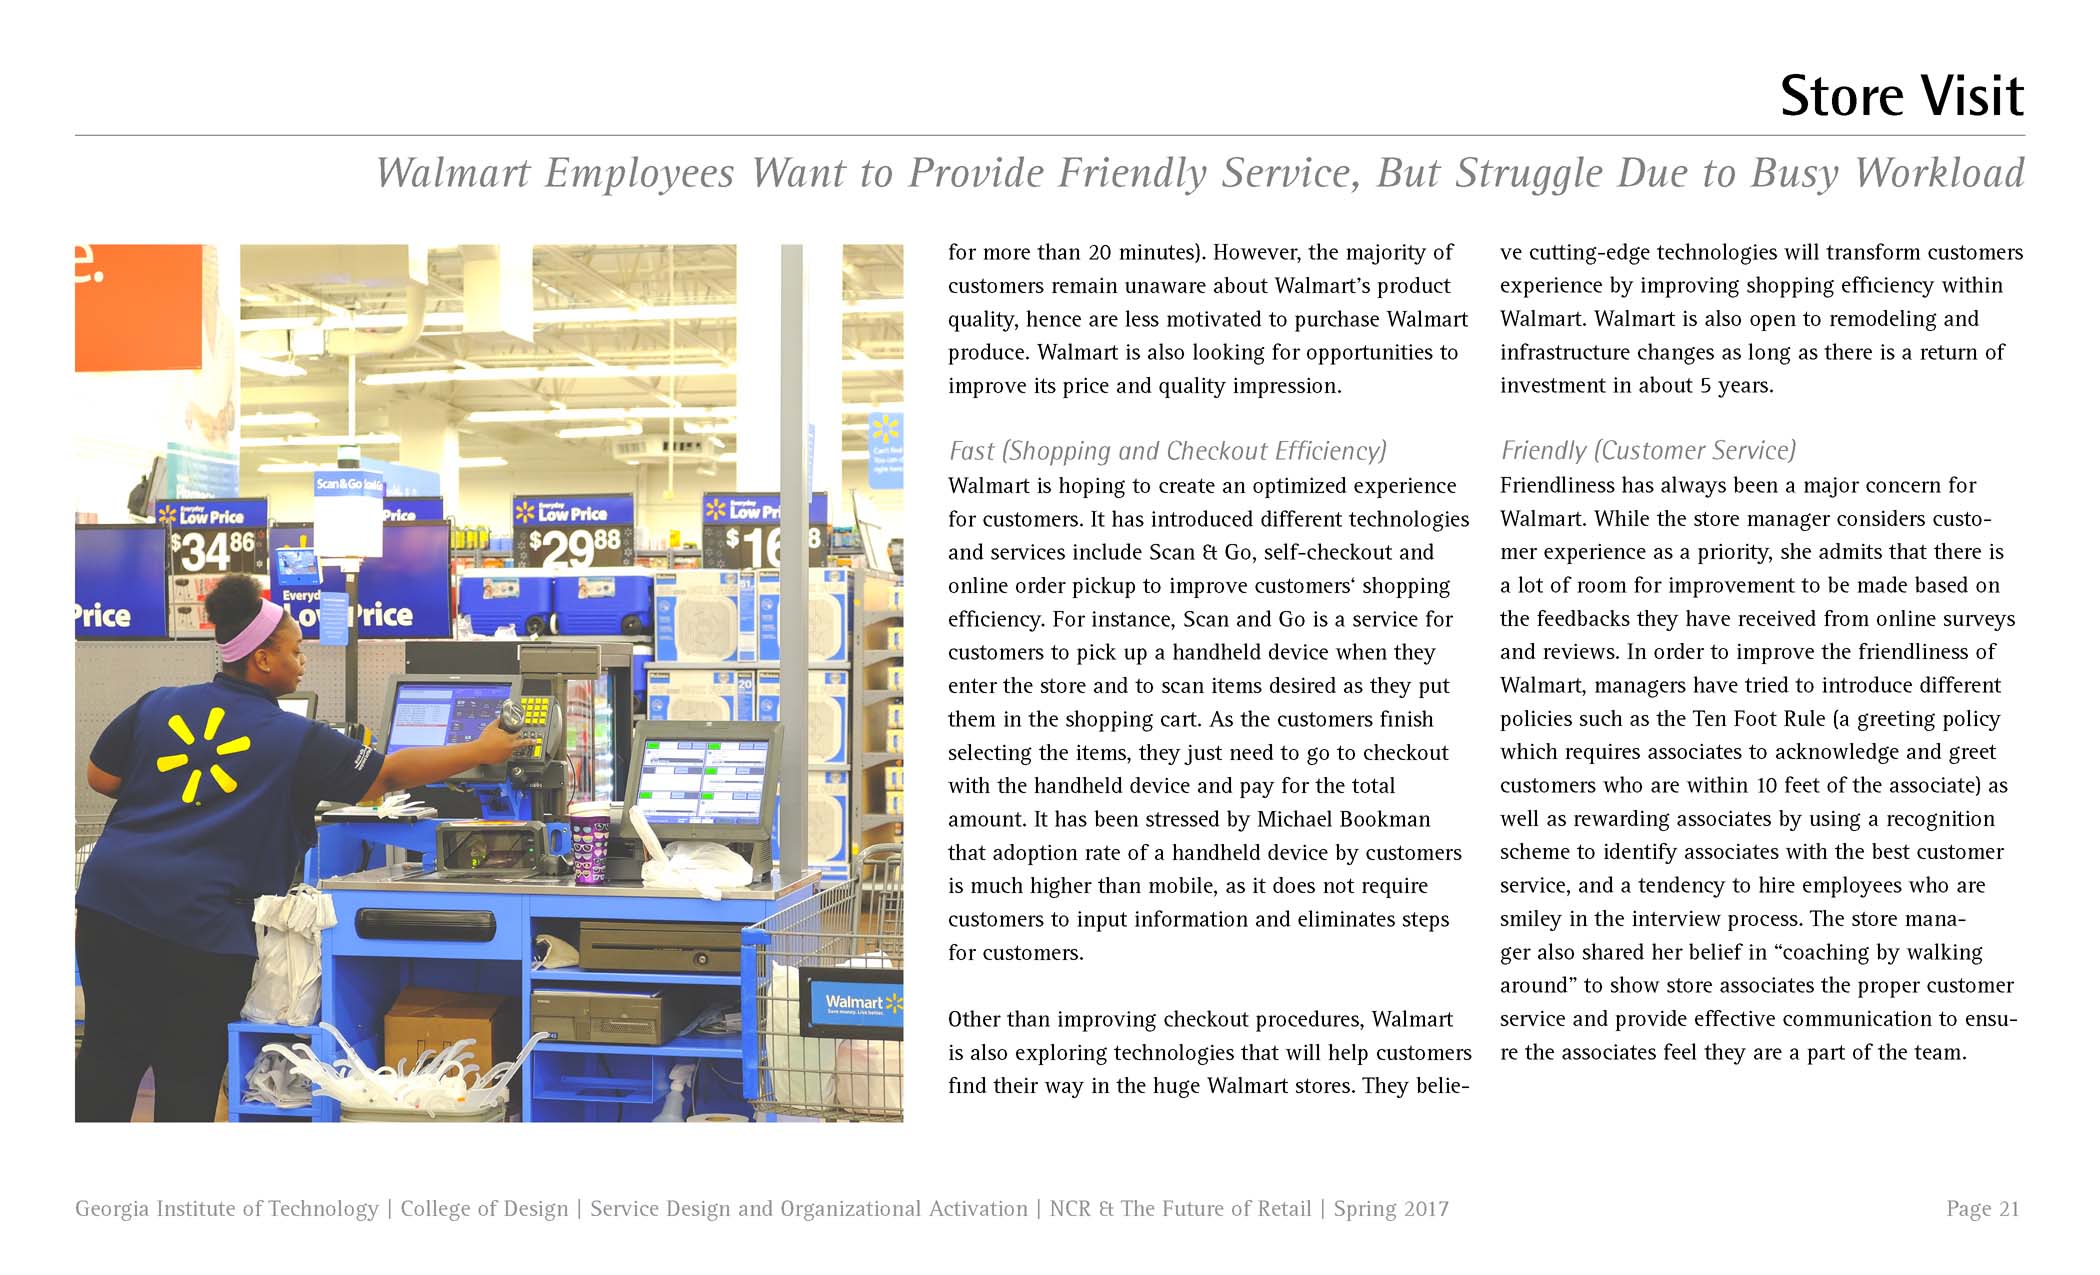 Store Visit
Walmart Employees Want to Provide Friendly Service, But Struggle Due to Busy Workload
e.
Scan & Go
Everyday
Low Price
$34 86
Price
Everyday
Low Price
$29 88
Everyday
Low Pri
$16 8
Can't find
Price
Everyd
Low Price
51
20
Walmart
Save money. Live better.
for more than 20 minutes). However, the majority of
customers remain unaware about Walmart’s product
quality, hence are less motivated to purchase Walmart
produce. Walmart is also looking for opportunities to
improve its price and quality impression.
Fast (Shopping and Checkout Efficiency)
Walmart is hoping to create an optimized experience
for customers. It has introduced different technologies
and services include Scan & Go, self-checkout and
online order pickup to improve customers‘ shopping
efficiency. For instance, Scan and Go is a service for
customers to pick up a handheld device when they
enter the store and to scan items desired as they put
them in the shopping cart. As the customers finish
selecting the items, they just need to go to checkout
with the handheld device and pay for the total
amount. It has been stressed by Michael Bookman
that adoption rate of a handheld device by customers
is much higher than mobile, as it does not require
customers to input information and eliminates steps
for customers.
Other than improving checkout procedures, Walmart
is also exploring technologies that will help customers
find their way in the huge Walmart stores. They belie-
ve cutting-edge technologies will transform customers
experience by improving shopping efficiency within
Walmart. Walmart is also open to remodeling and
infrastructure changes as long as there is a return of
investment in about 5 years.
Friendly (Customer Service)
Friendliness has always been a major concern for
Walmart. While the store manager considers custo-
mer experience as a priority, she admits that there is
a lot of room for improvement to be made based on
the feedbacks they have received from online surveys
and reviews. In order to improve the friendliness of
Walmart, managers have tried to introduce different
policies such as the Ten Foot Rule (a greeting policy
which requires associates to acknowledge and greet
customers who are within 10 feet of the associate) as
well as rewarding associates by using a recognition
scheme to identify associates with the best customer
service, and a tendency to hire employees who are
smiley in the interview process. The store mana-
ger also shared her belief in “coaching by walking
around” to show store associates the proper customer
service and provide effective communication to ensu-
re the associates feel they are a part of the team.
Georgia Institute of Technology | College of Design | Service Design and Organizational Activation | NCR & The Future of Retail | Spring 2017
Page 21